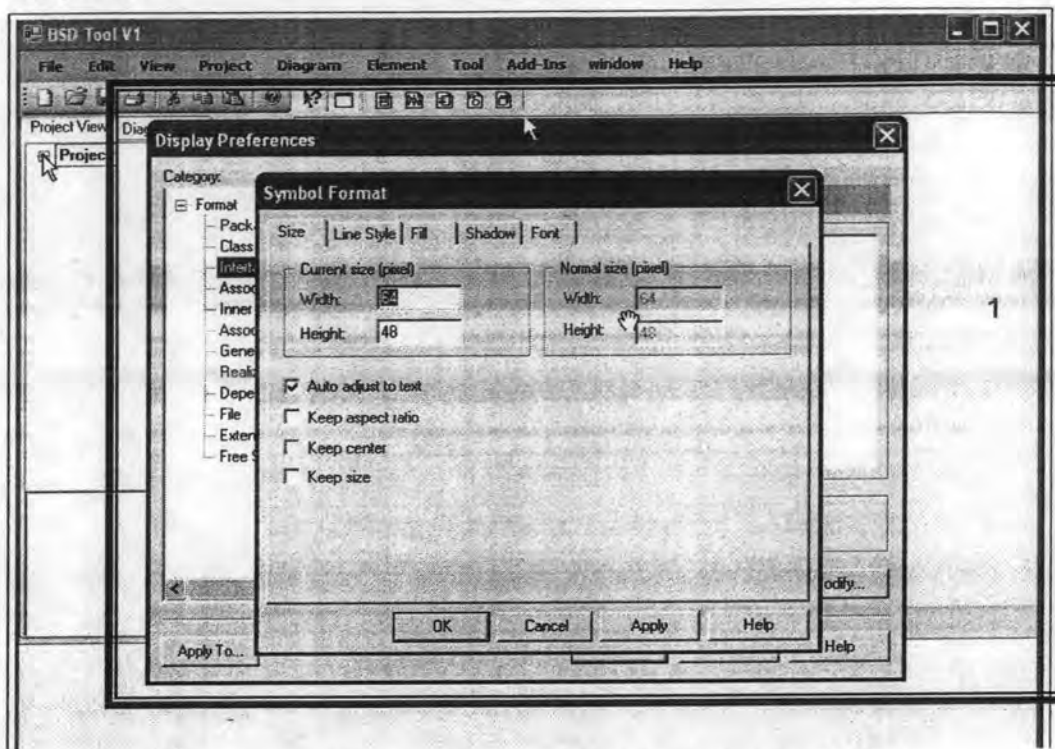 BSD Tool V1
File Edit View Project Diagram Element Tool Add-Ins window Help
Project View Diag
Projec
Display Preferences
Category:
Format
Pack
Class
Interf
Assoc
Inner
Assoc
Gene
Realiz
Depe
File
Exten
Free S
Apply To...
odify...
Help
Symbol Format
Size Line Style Fill Shadow Font
Current size (pixel)
Width: 64
Height: 48
Normal size (pixel)
Width: 64
Height: 48
Auto adjust to text
Keep aspect ratio
Keep center
Keep size
OK Cancel Apply Help
1